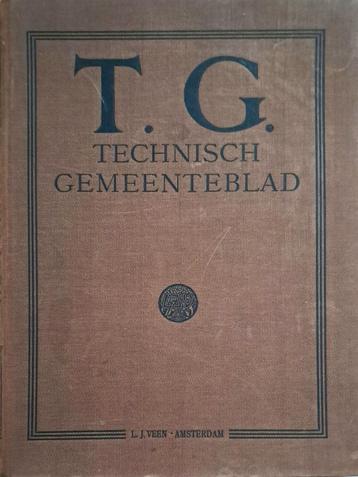 T. G.
TECHNISCH
GEMEENTEBLAD
L. J. VEEN · AMSTERDAM